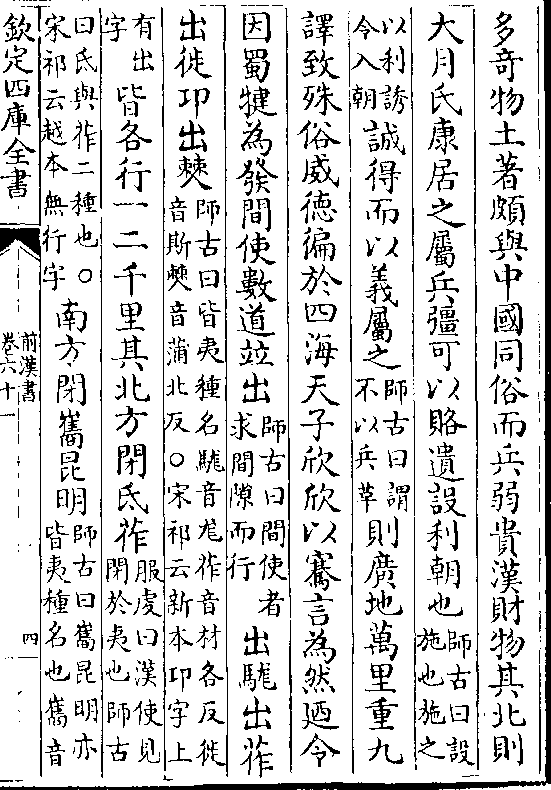 多奇物土著頗與中國同俗而兵弱貴漢財物其北則
大月氏康居之屬兵彊可以賂遺設利朝也師古曰設施也施之
以利誘令入朝誠得而以義屬之師古曰謂不以兵革則廣地萬里重九
譯致殊俗威德徧於四海天子欣欣以騫言為然迺令
因蜀犍為發間使數道竝出師古曰間使者求間隙而行出駹出莋
出徙卭出僰師古曰皆夷種名駹音尨莋音材各反徙音斯僰音蒲北反○宋祁云新本卭字上
有出字皆各行一二千里其北方閉氐莋服虔曰漢使見閉於夷也師古
曰氐與莋二種也○宋祁云越本無行字南方閉嶲昆明師古曰嶲昆明亦皆夷種名也嶲音
欽定四庫全書
前漢書
卷六十一
四